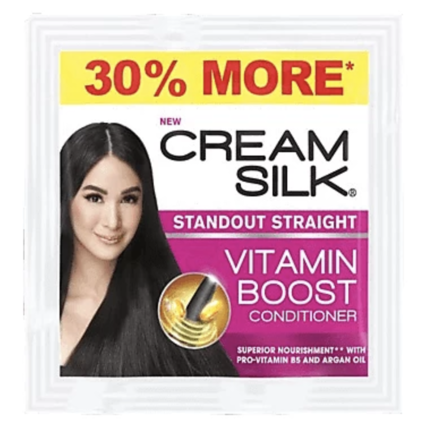 30% MORE*
NEW
CREAM
SILK®
STANDOUT STRAIGHT
VITAMIN
BOOST
CONDITIONER
SUPERIOR NOURISHMENT** WITH
PRO-VITAMIN B5 AND ARGAN OIL